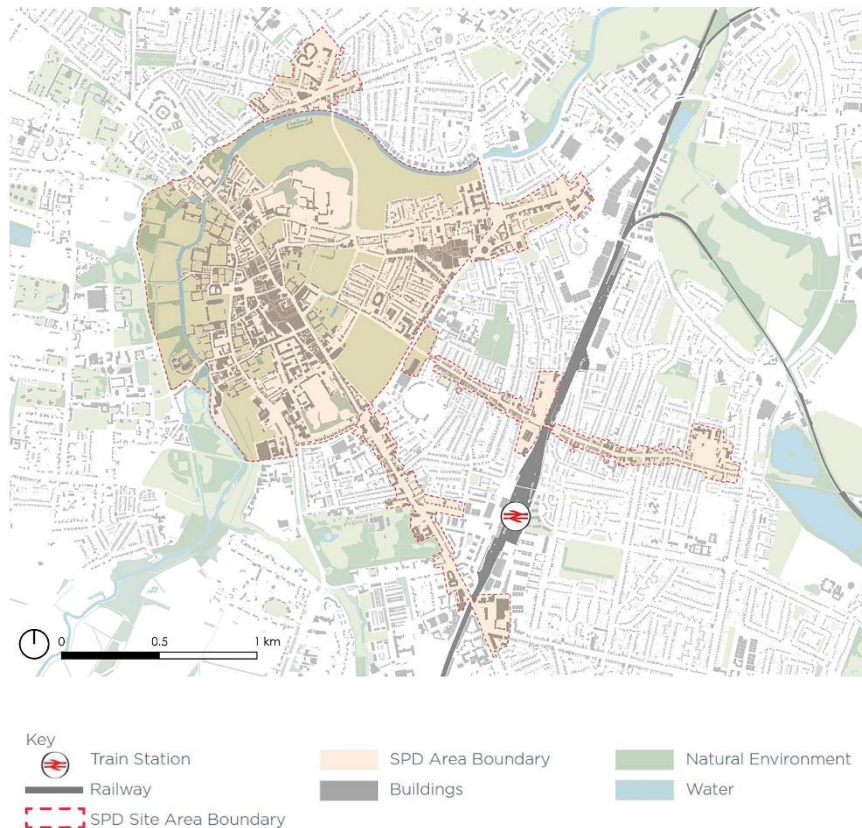 0 0.5 1 km
Key
Train Station SPD Area Boundary Natural Environment
Railway Buildings Water
SPD Site Area Boundary